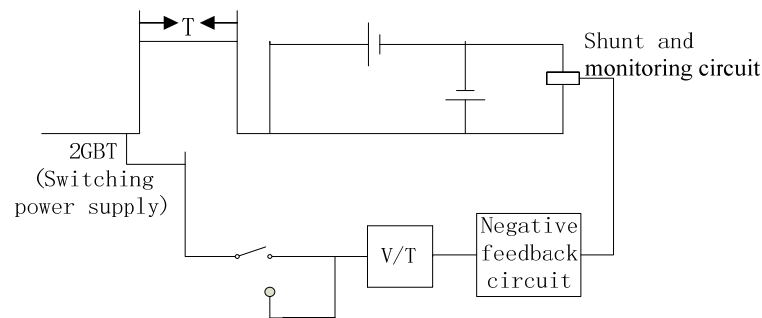 T
Shunt and
monitoring circuit
2GBT
(Switching
power supply)
V/T
Negative
feedback
circuit